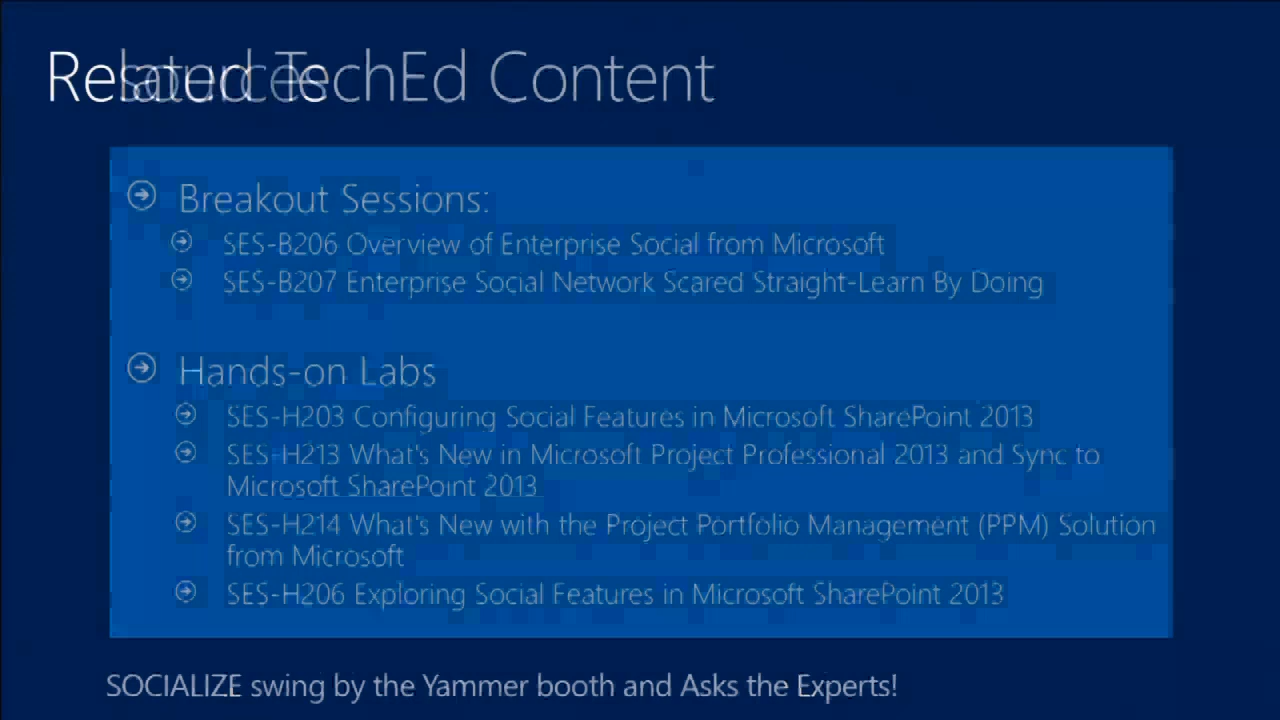 Related TechEd Content
Resources
Breakout Sessions:
SES-B206 Overview of Enterprise Social from Microsoft
SES-B207 Enterprise Social Network Scared Straight-Learn By Doing
Hands-on Labs
SES-H203 Configuring Social Features in Microsoft SharePoint 2013
SES-H213 What's New in Microsoft Project Professional 2013 and Sync to
Microsoft SharePoint 2013
SES-H214 What's New with the Project Portfolio Management (PPM) Solution
from Microsoft
SES-H206 Exploring Social Features in Microsoft SharePoint 2013
SOCIALIZE swing by the Yammer booth and Asks the Experts!